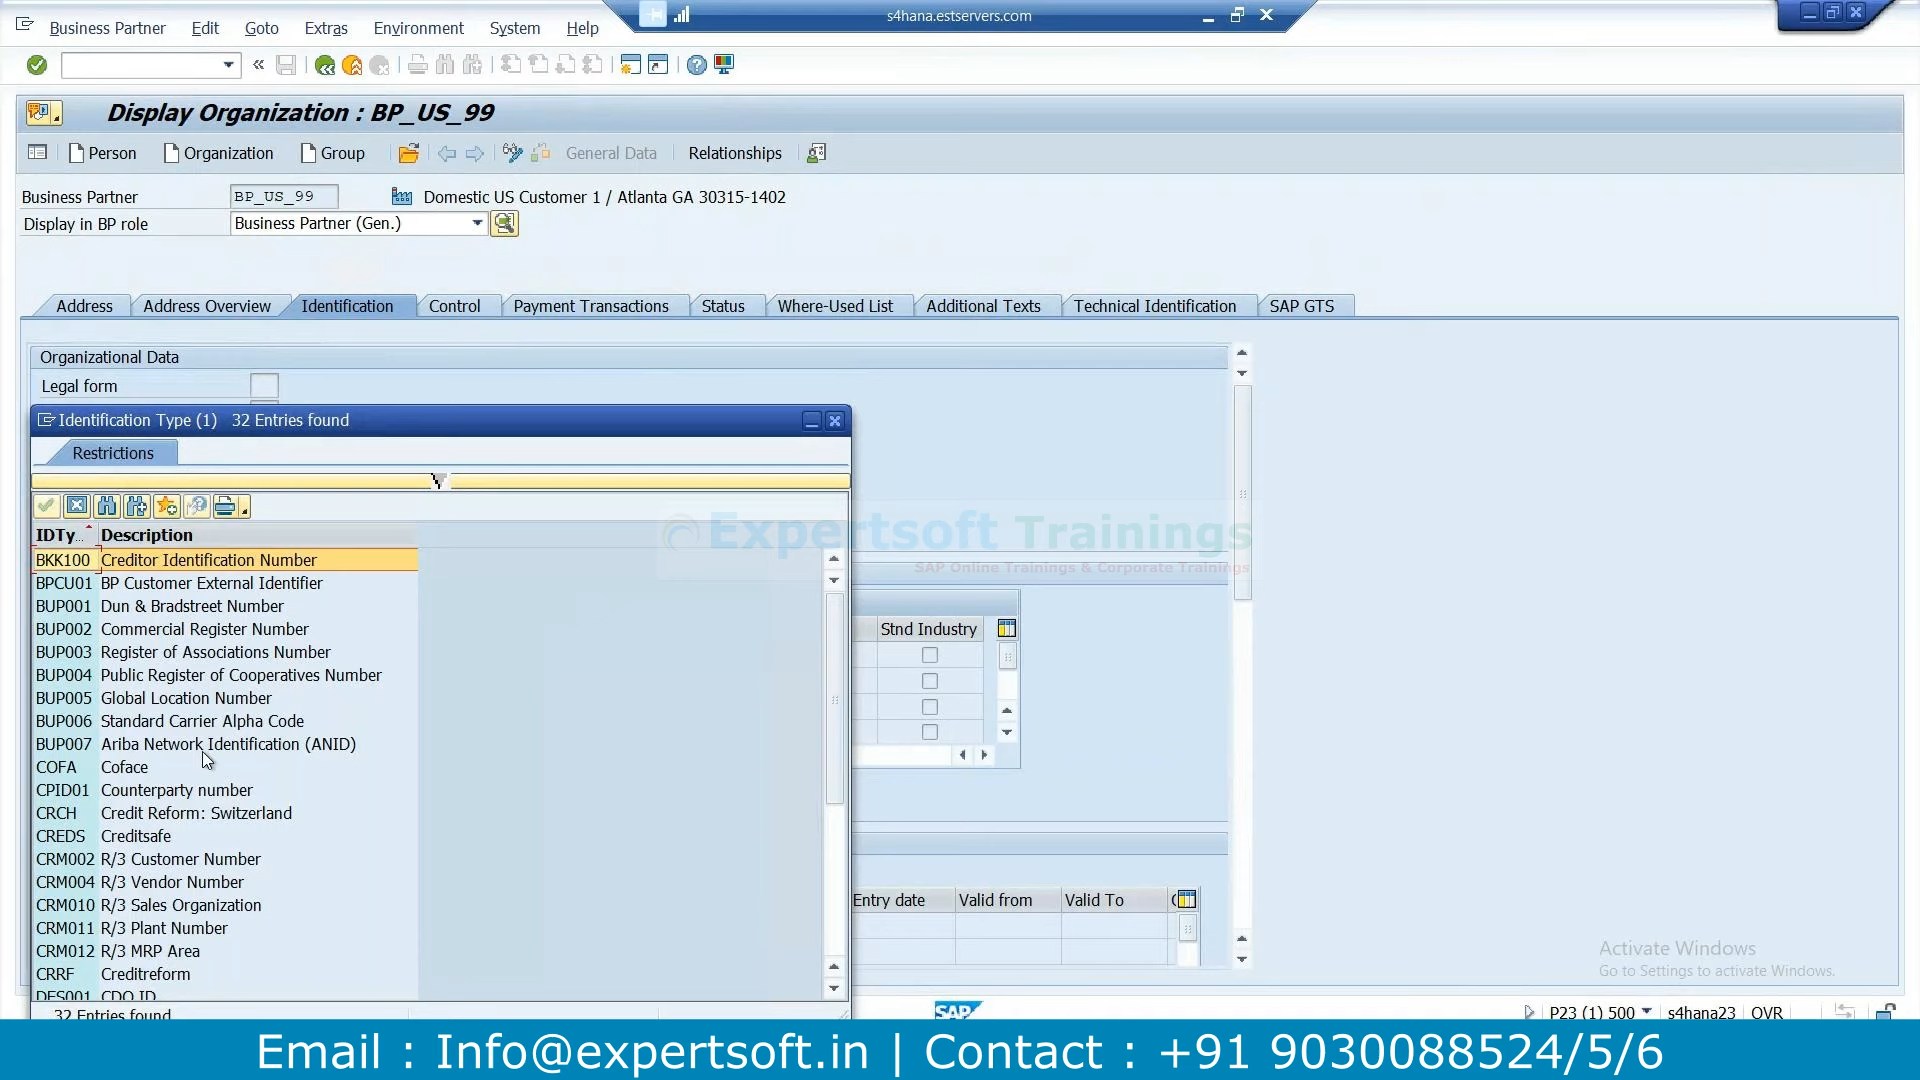 Business Partner Edit Goto Extras Environment System Help
s4hana.estservers.com
Display Organization : BP_US_99
Person Organization Group General Data Relationships
Business Partner BP_US_99 Domestic US Customer 1 / Atlanta GA 30315-1402
Display in BP role Business Partner (Gen.)
Address Address Overview Identification Control Payment Transactions Status Where-Used List Additional Texts Technical Identification SAP GTS
Organizational Data
Legal form
Identification Type (1) 32 Entries found
Restrictions
IDTy... Description
BKK100 Creditor Identification Number
BPCU01 BP Customer External Identifier
BUP001 Dun & Bradstreet Number
BUP002 Commercial Register Number
BUP003 Register of Associations Number
BUP004 Public Register of Cooperatives Number
BUP005 Global Location Number
BUP006 Standard Carrier Alpha Code
BUP007 Ariba Network Identification (ANID)
COFA Coface
CPID01 Counterparty number
CRCH Credit Reform: Switzerland
CREDS Creditsafe
CRM002 R/3 Customer Number
CRM004 R/3 Vendor Number
CRM010 R/3 Sales Organization
CRM011 R/3 Plant Number
CRM012 R/3 MRP Area
CRRF Creditreform
DES001 CDQ ID
32 Entries found
Expertsoft Trainings
SAP Online Trainings & Corporate Trainings
Stnd Industry
Entry date Valid from Valid To
Activate Windows
Go to Settings to activate Windows.
SAP
P23 (1) 500 s4hana23 OVR
Email : Info@expertsoft.in | Contact : +91 9030088524/5/6